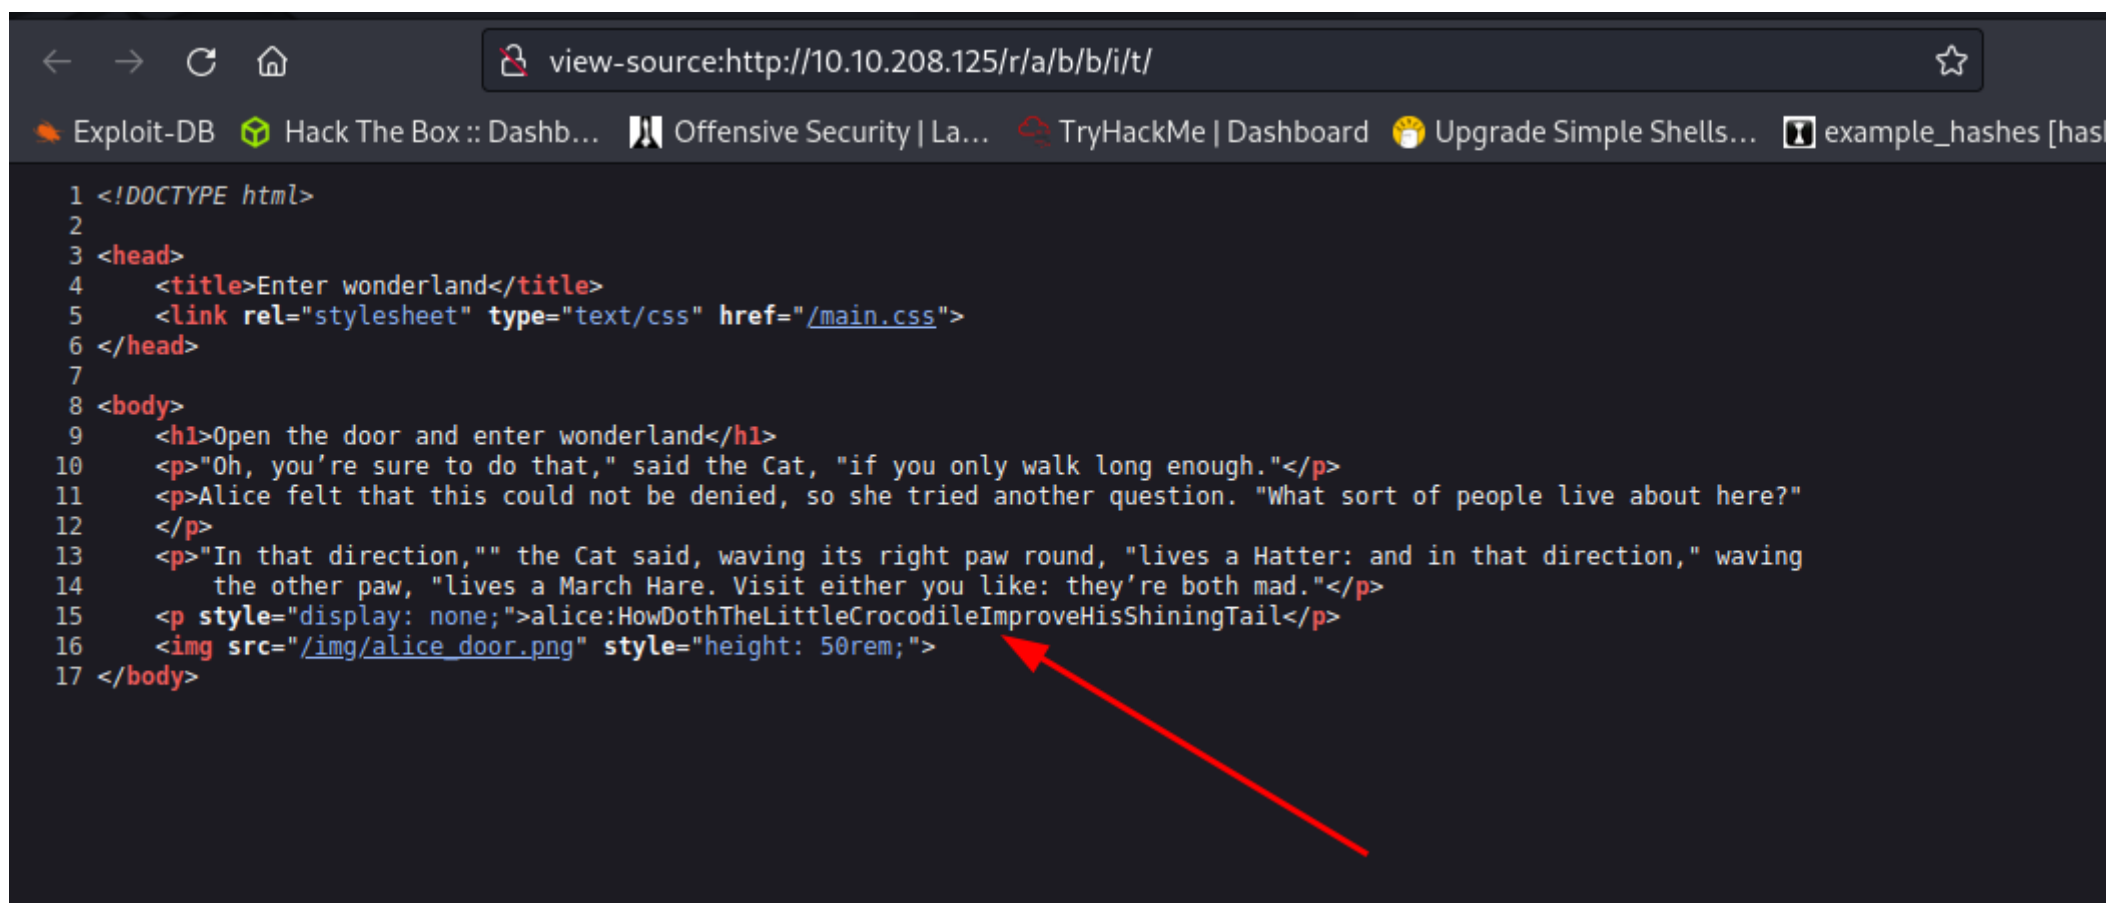 view-source:http://10.10.208.125/r/a/b/b/i/t/
Exploit-DB Hack The Box :: Dashb... Offensive Security | La... TryHackMe | Dashboard Upgrade Simple Shells... example_hashes [has
1 <!DOCTYPE html>
2
3 <head>
4 <title>Enter wonderland</title>
5 <link rel="stylesheet" type="text/css" href="/main.css">
6 </head>
7
8 <body>
9 <h1>Open the door and enter wonderland</h1>
10 <p>"Oh, you’re sure to do that," said the Cat, "if you only walk long enough."</p>
11 <p>Alice felt that this could not be denied, so she tried another question. "What sort of people live about here?"
12 </p>
13 <p>"In that direction,"" the Cat said, waving its right paw round, "lives a Hatter: and in that direction," waving
14 the other paw, "lives a March Hare. Visit either you like: they’re both mad."</p>
15 <p style="display: none;">alice:HowDothTheLittleCrocodileImproveHisShiningTail</p>
16 <img src="/img/alice_door.png" style="height: 50rem;">
17 </body>